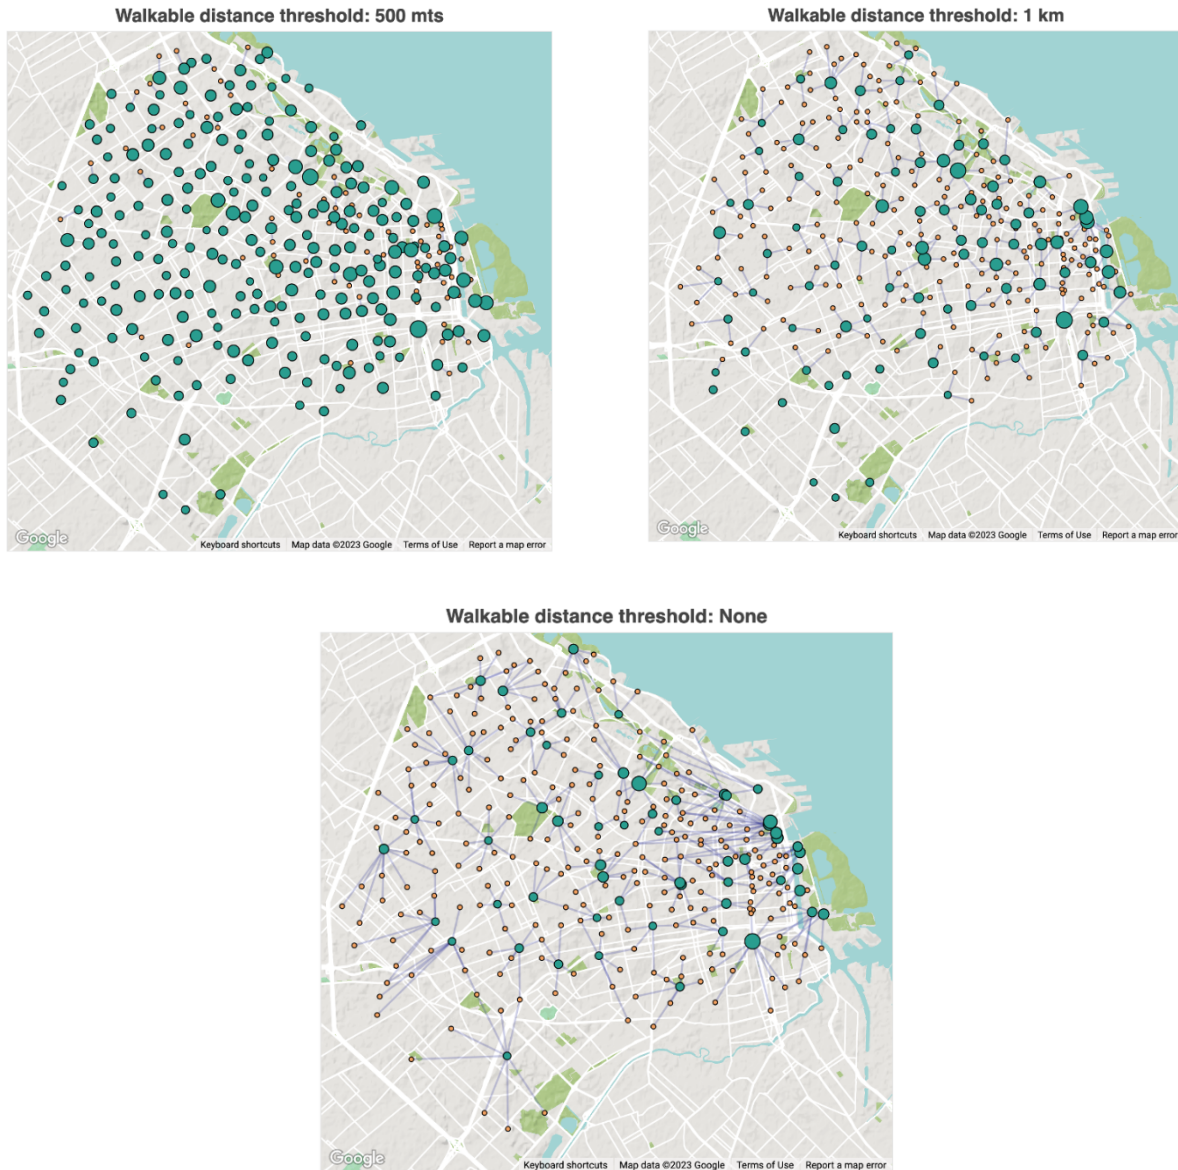 Walkable distance threshold: 500 mts
Walkable distance threshold: 1 km
Google
Keyboard shortcuts Map data ©2023 Google Terms of Use Report a map error
Google
Keyboard shortcuts Map data ©2023 Google Terms of Use Report a map error
Walkable distance threshold: None
Google
Keyboard shortcuts Map data ©2023 Google Terms of Use Report a map error